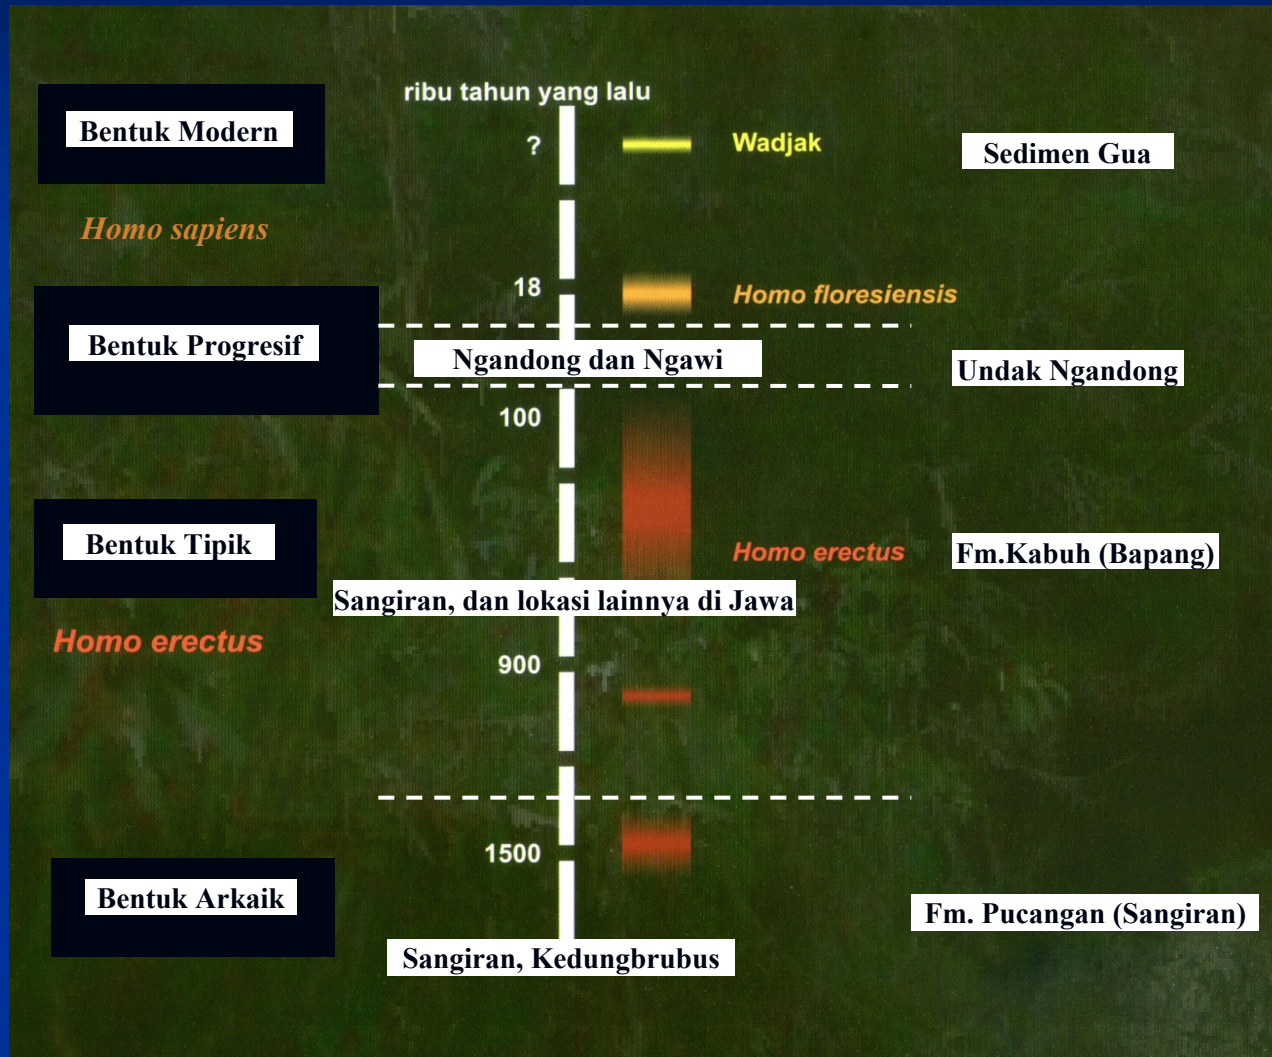 ribu tahun yang lalu
Bentuk Modern
?
Wadjak
Sedimen Gua
Homo sapiens
18
Homo floresiensis
Bentuk Progresif
Ngandong dan Ngawi
Undak Ngandong
100
Bentuk Tipik
Homo erectus
Fm.Kabuh (Bapang)
Sangiran, dan lokasi lainnya di Jawa
Homo erectus
900
1500
Bentuk Arkaik
Fm. Pucangan (Sangiran)
Sangiran, Kedungbrubus